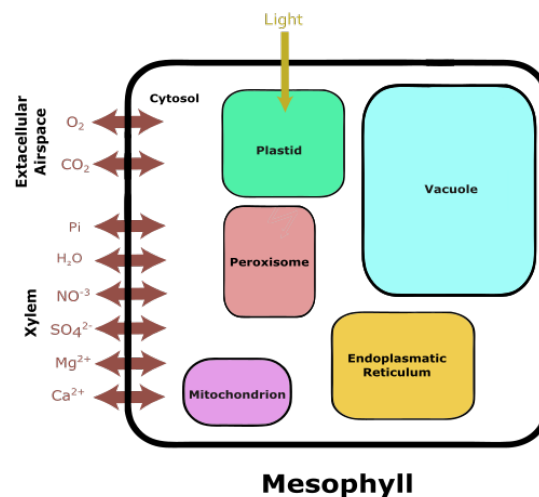 Light
Cytosol
Extacellular
Airspace
O₂
CO₂
Plastid
Vacuole
Xylem
Pi
H₂O
NO⁻³
SO4²⁻
Mg²⁺
Ca²⁺
Peroxisome
Endoplasmatic
Reticulum
Mitochondrion
Mesophyll